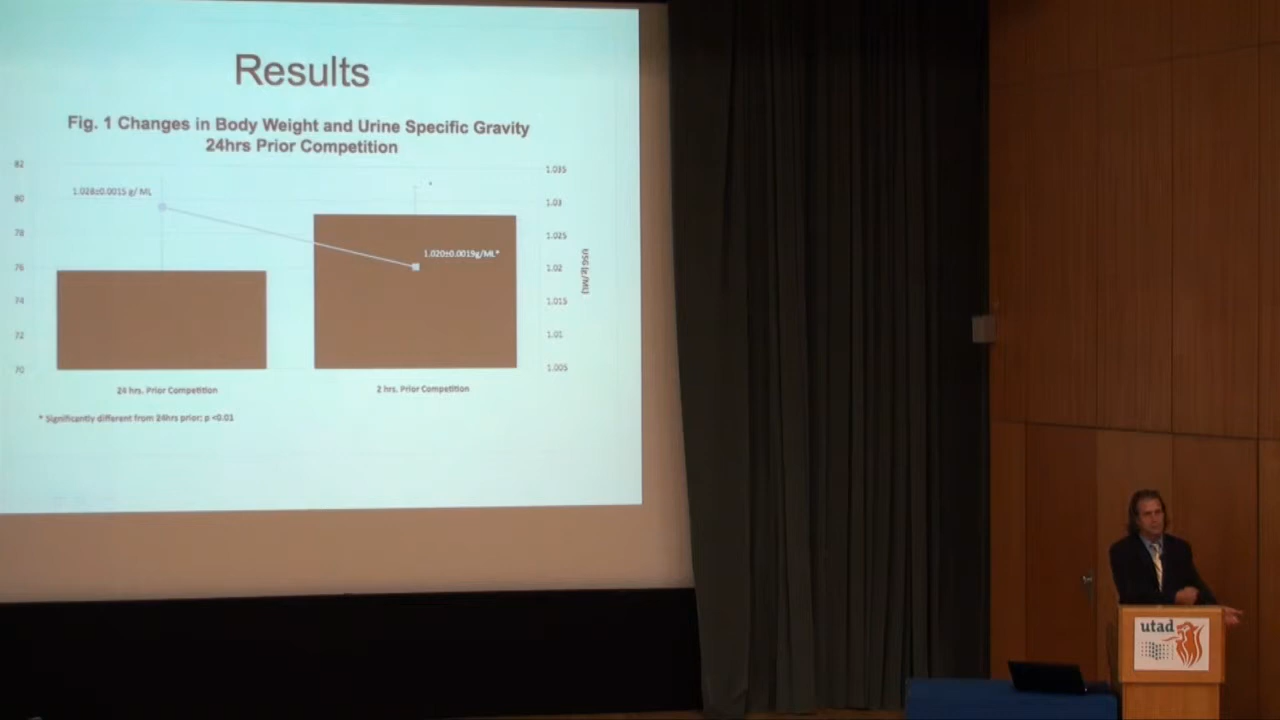 Results
Fig. 1 Changes in Body Weight and Urine Specific Gravity
24hrs Prior Competition
82
80
78
76
74
72
70
1.028±0.0015 g/ ML
*
1.020±0.0019g/ML*
1.035
1.03
1.025
1.02
1.015
1.01
1.005
USG (g/ML)
24 hrs. Prior Competition
2 hrs. Prior Competition
* Significantly different from 24hrs prior; p <0.01
utad